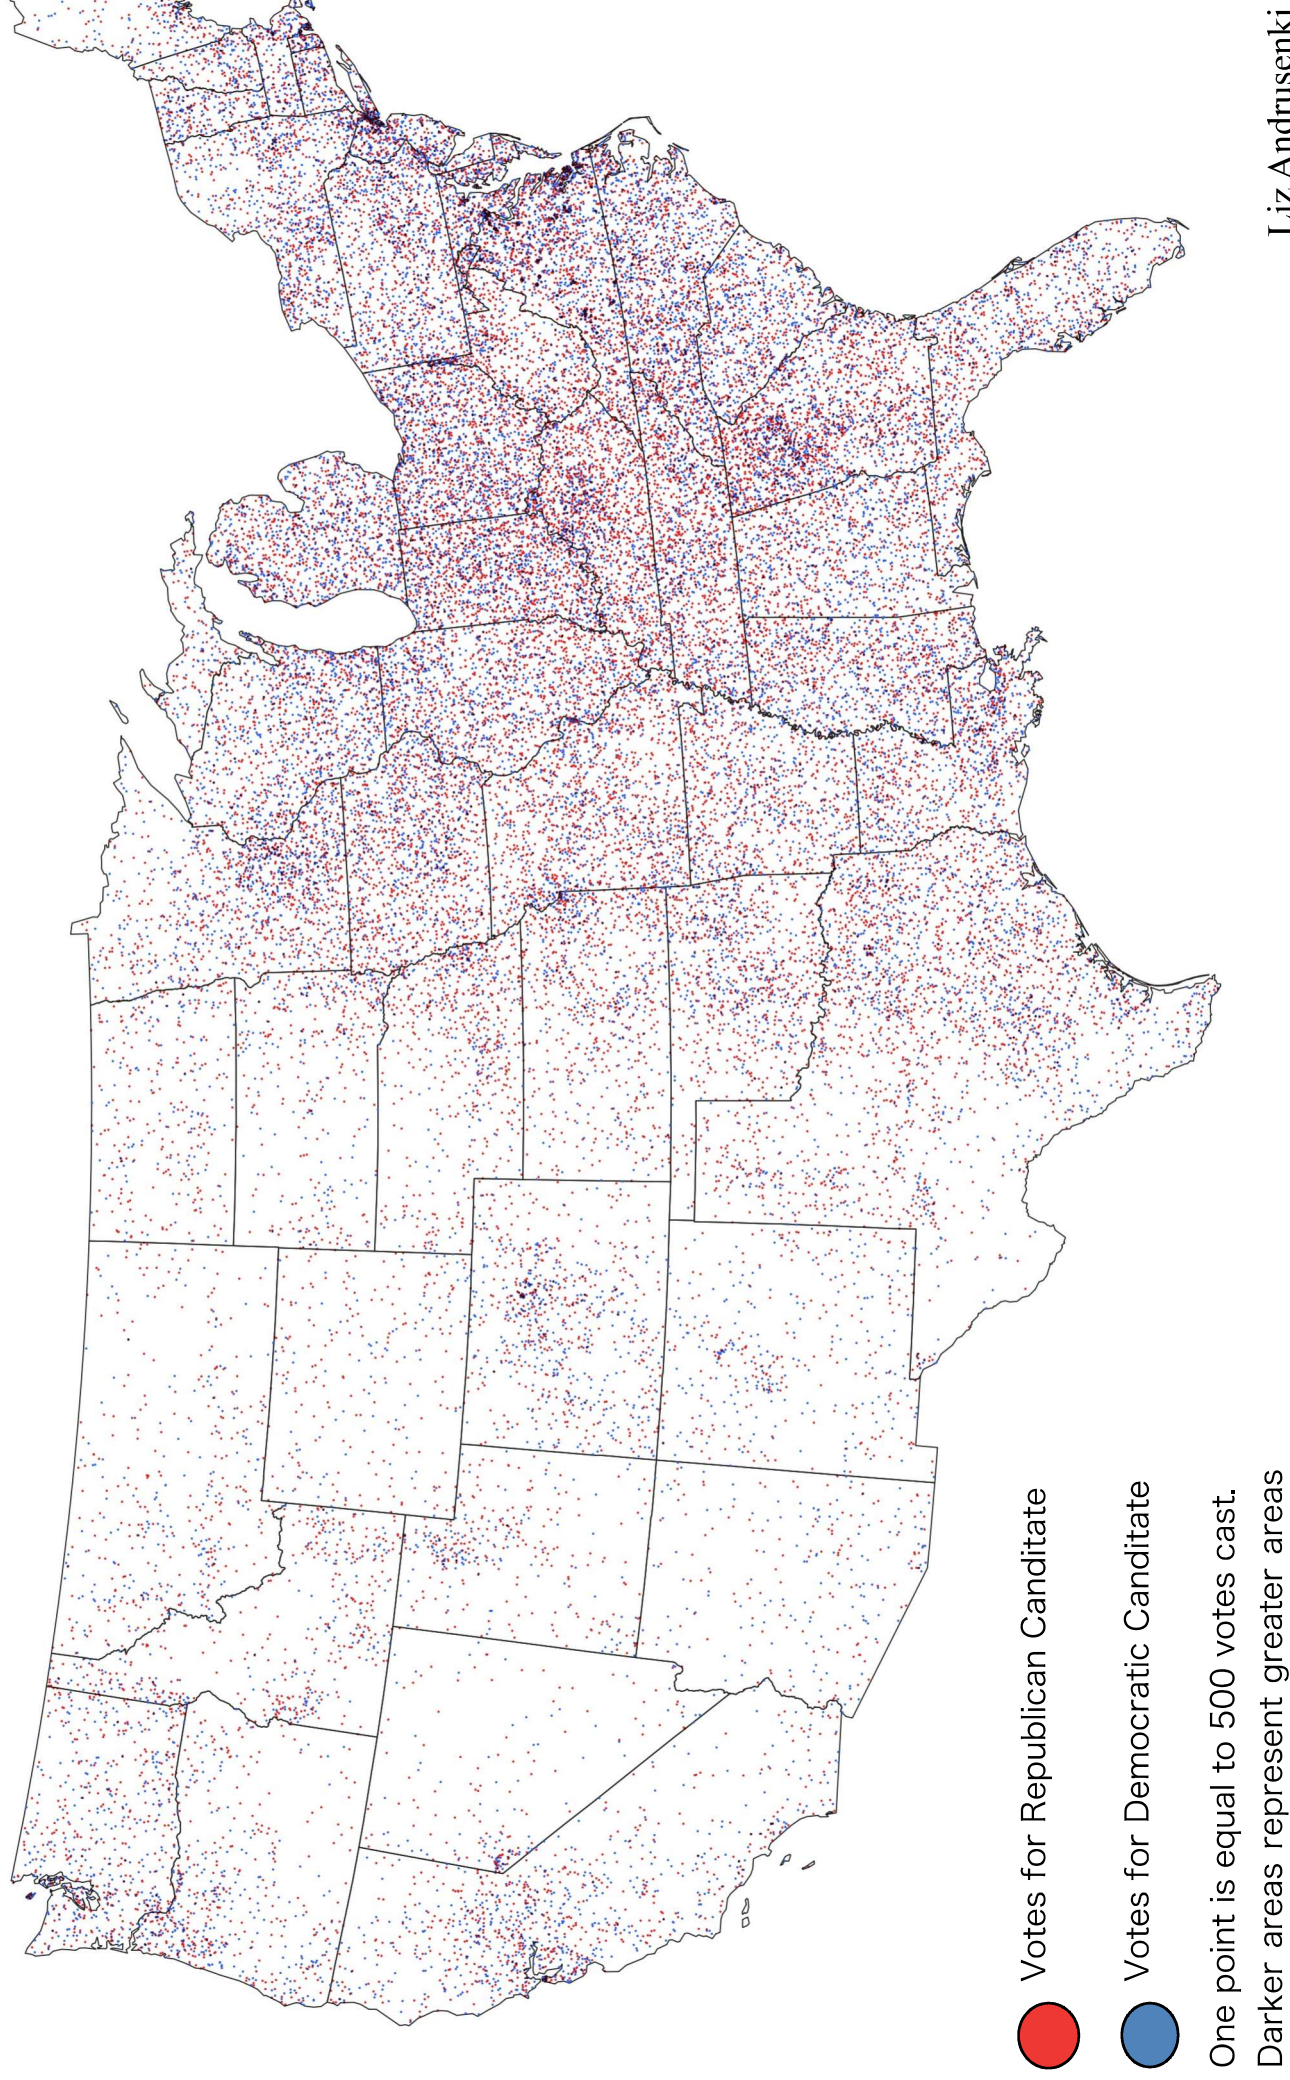 Votes for Republican Canditate
Votes for Democratic Canditate
One point is equal to 500 votes cast.
Darker areas represent greater areas
Liz Andrusenki